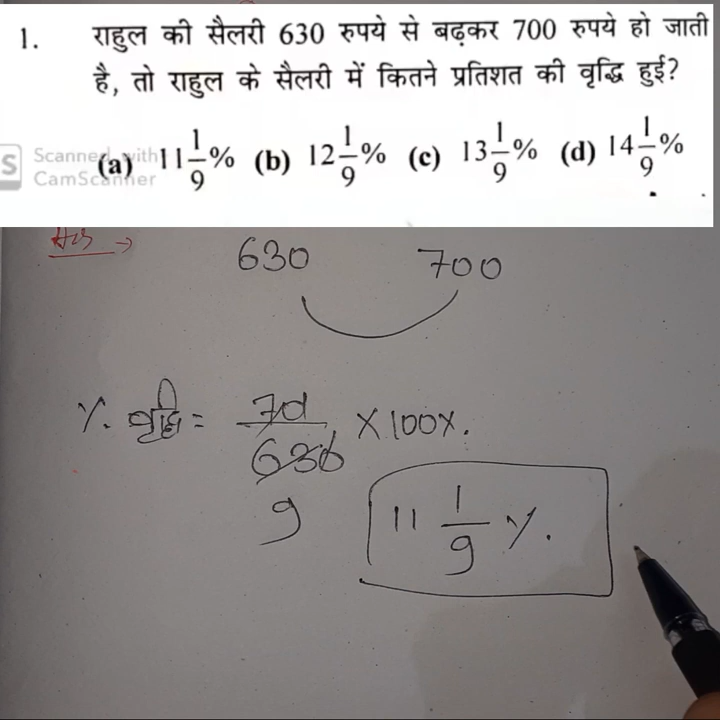 1. राहुल की सैलरी 630 रुपये से बढ़कर 700 रुपये हो जाती
है, तो राहुल के सैलरी में कितने प्रतिशत की वृद्धि हुई?
(a) 11 1/9% (b) 12 1/9% (c) 13 1/9% (d) 14 1/9%
S Scanned with
CamScanner
Ans →
630 700
%. वृद्धि = 70/630 × 100%.
9
11 1/9 %.